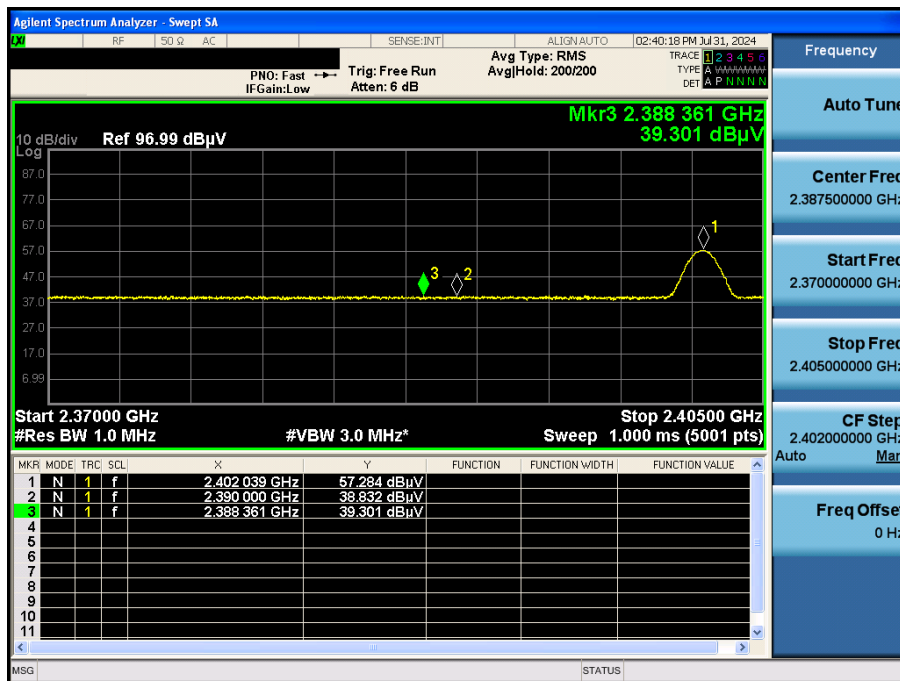 Agilent Spectrum Analyzer - Swept SA
LXI RF 50 Ω AC SENSE:INT ALIGN AUTO 02:40:18 PM Jul 31, 2024
PNO: Fast Trig: Free Run Avg Type: RMS TRACE 1 2 3 4 5 6
IFGain:Low Atten: 6 dB Avg|Hold: 200/200 TYPE A WWWWW
DET A P N N N N
Mkr3 2.388 361 GHz
39.301 dBµV
10 dB/div Ref 96.99 dBµV
Log
87.0
77.0
67.0
57.0
47.0
37.0
27.0
17.0
6.99
1
3 2
Start 2.37000 GHz Stop 2.40500 GHz
#Res BW 1.0 MHz #VBW 3.0 MHz* Sweep 1.000 ms (5001 pts)
MKR MODE TRC SCL X Y FUNCTION FUNCTION WIDTH FUNCTION VALUE
1 N 1 f 2.402 039 GHz 57.284 dBµV
2 N 1 f 2.390 000 GHz 38.832 dBµV
3 N 1 f 2.388 361 GHz 39.301 dBµV
4
5
6
7
8
9
10
11
MSG STATUS
Frequency
Auto Tune
Center Freq
2.387500000 GHz
Start Freq
2.370000000 GHz
Stop Freq
2.405000000 GHz
CF Step
2.402000000 GHz
Auto Man
Freq Offset
0 Hz